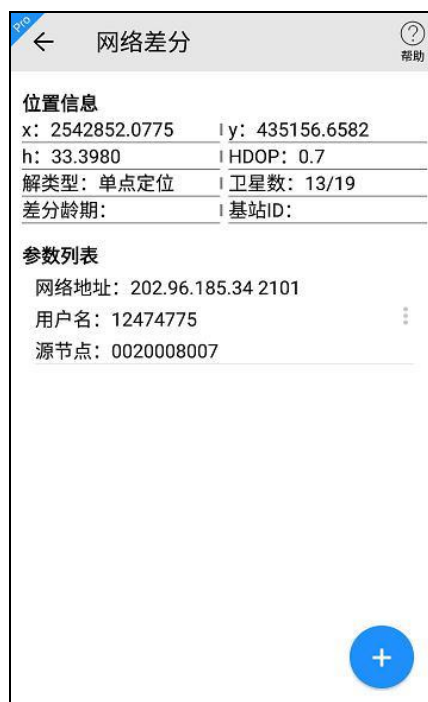 Pro
网络差分
帮助
位置信息
x：2542852.0775 y：435156.6582
h：33.3980 HDOP：0.7
解类型：单点定位 卫星数：13/19
差分龄期： 基站ID：
参数列表
网络地址：202.96.185.34 2101
用户名：12474775
源节点：0020008007